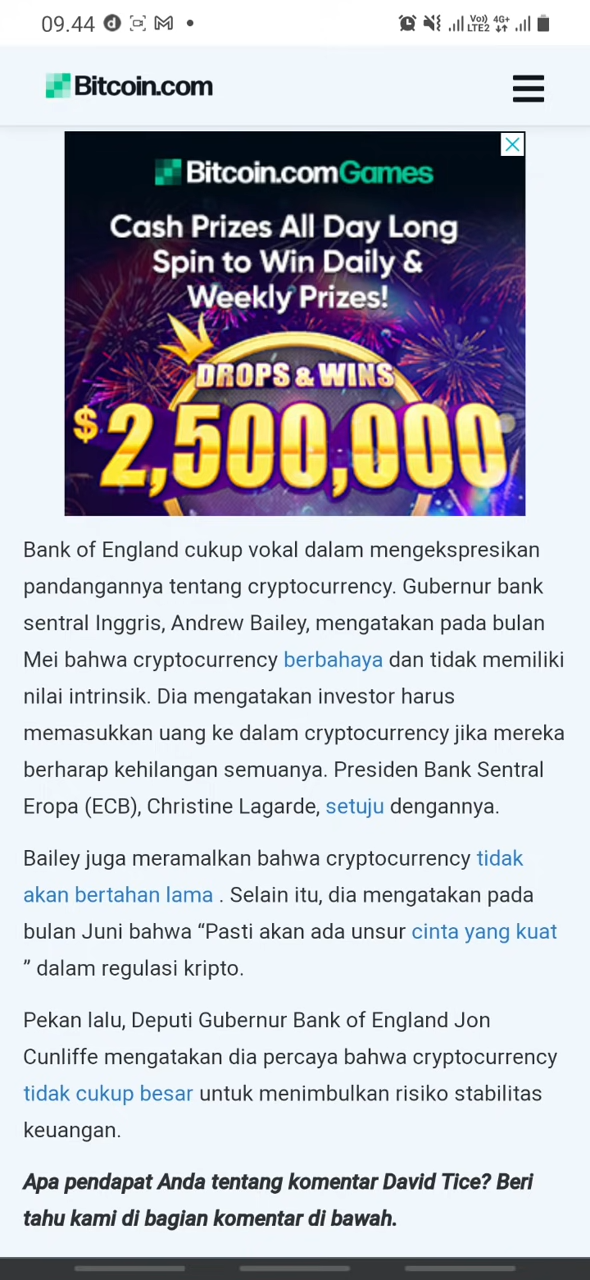 09.44
Vo)) 4G+
LTE2
Bitcoin.com
Bitcoin.comGames
Cash Prizes All Day Long
Spin to Win Daily &
Weekly Prizes!
DROPS & WINS
$2,500,000
Bank of England cukup vokal dalam mengekspresikan
pandangannya tentang cryptocurrency. Gubernur bank
sentral Inggris, Andrew Bailey, mengatakan pada bulan
Mei bahwa cryptocurrency berbahaya dan tidak memiliki
nilai intrinsik. Dia mengatakan investor harus
memasukkan uang ke dalam cryptocurrency jika mereka
berharap kehilangan semuanya. Presiden Bank Sentral
Eropa (ECB), Christine Lagarde, setuju dengannya.
Bailey juga meramalkan bahwa cryptocurrency tidak
akan bertahan lama . Selain itu, dia mengatakan pada
bulan Juni bahwa “Pasti akan ada unsur cinta yang kuat
” dalam regulasi kripto.
Pekan lalu, Deputi Gubernur Bank of England Jon
Cunliffe mengatakan dia percaya bahwa cryptocurrency
tidak cukup besar untuk menimbulkan risiko stabilitas
keuangan.
Apa pendapat Anda tentang komentar David Tice? Beri
tahu kami di bagian komentar di bawah.